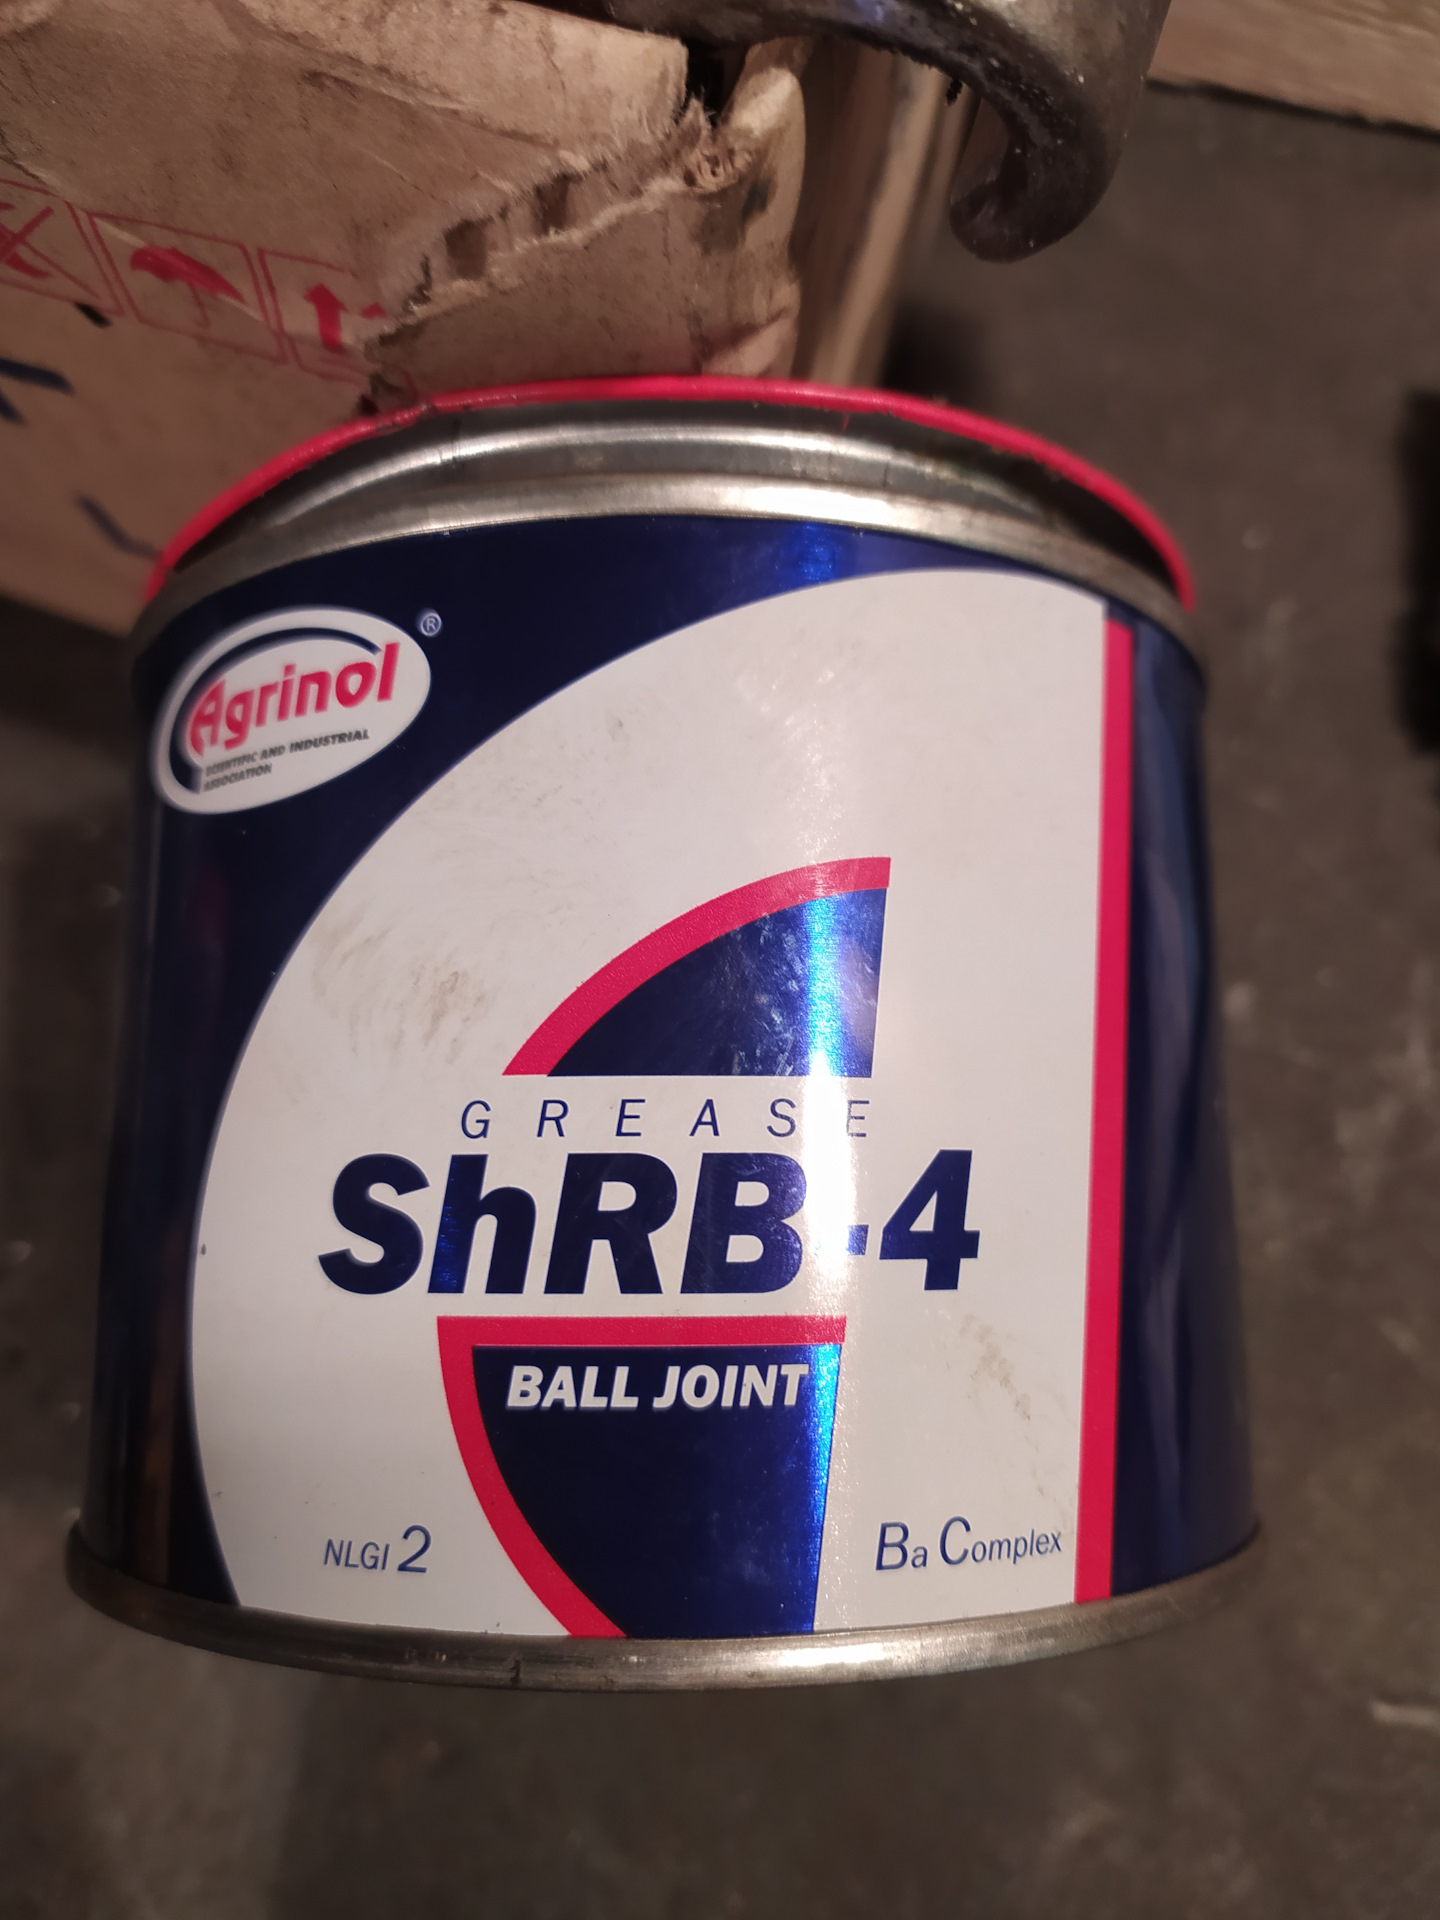 Agrinol ®
SCIENTIFIC AND INDUSTRIAL
ASSOCIATION
GREASE
ShRB-4
BALL JOINT
NLGI 2
Ba Complex